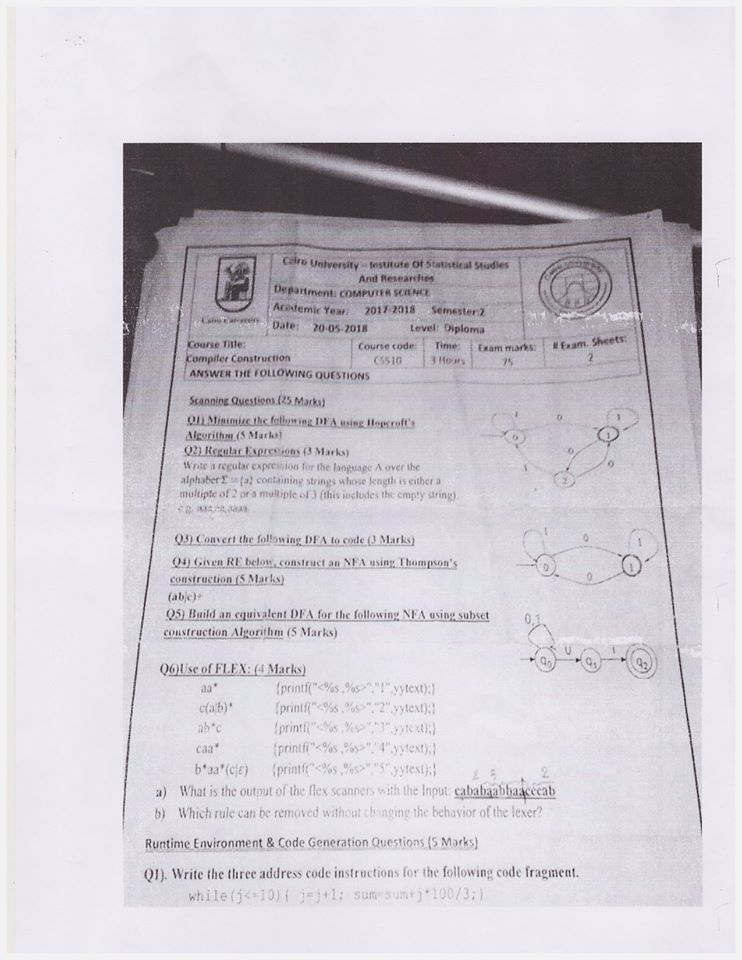 Cairo University – Institute Of Statistical Studies
And Researches
Department: COMPUTER SCIENCE
Academic Year: 2017-2018 Semester:2
Cairo University
Date: 20-05-2018 Level: Diploma
Course Title: Course code: Time: Exam marks: # Exam. Sheets:
Compiler Construction CS510 3 Hours 75 2
ANSWER THE FOLLOWING QUESTIONS
Scanning Questions (25 Marks)
Q1) Minimize the following DFA using Hopcroft's
Algorithm (5 Marks)
1 0 1
0 1
0
1 0
2
Q2) Regular Expressions (3 Marks)
Write a regular expression for the language A over the
alphabet Σ = {a} containing strings whose length is either a
multiple of 2 or a multiple of 3 (this includes the empty string)
e.g. aaa,aa,aaaa
Q3) Convert the following DFA to code (3 Marks)
1 0 1
0 1
0
Q4) Given RE below, construct an NFA using Thompson's
construction (5 Marks)
(ab|c)+
Q5) Build an equivalent DFA for the following NFA using subset
construction Algorithm (5 Marks)
0,1
0 1
q0 q1 q2
Q6)Use of FLEX: (4 Marks)
aa* {printf("<%s ,%s>","1",yytext);}
c(a|b)* {printf("<%s ,%s>","2",yytext);}
ab*c {printf("<%s ,%s>","3",yytext);}
caa* {printf("<%s ,%s>","4",yytext);}
b*aa*(c|ε) {printf("<%s ,%s>","5",yytext);}
2 5 2
a) What is the output of the flex scanners with the Input: cababaabbaacccab
b) Which rule can be removed without changing the behavior of the lexer?
Runtime Environment & Code Generation Questions (5 Marks)
Q1). Write the three address code instructions for the following code fragment.
while(j<=10){ j=j+1; sum=sum+j*100/3;}